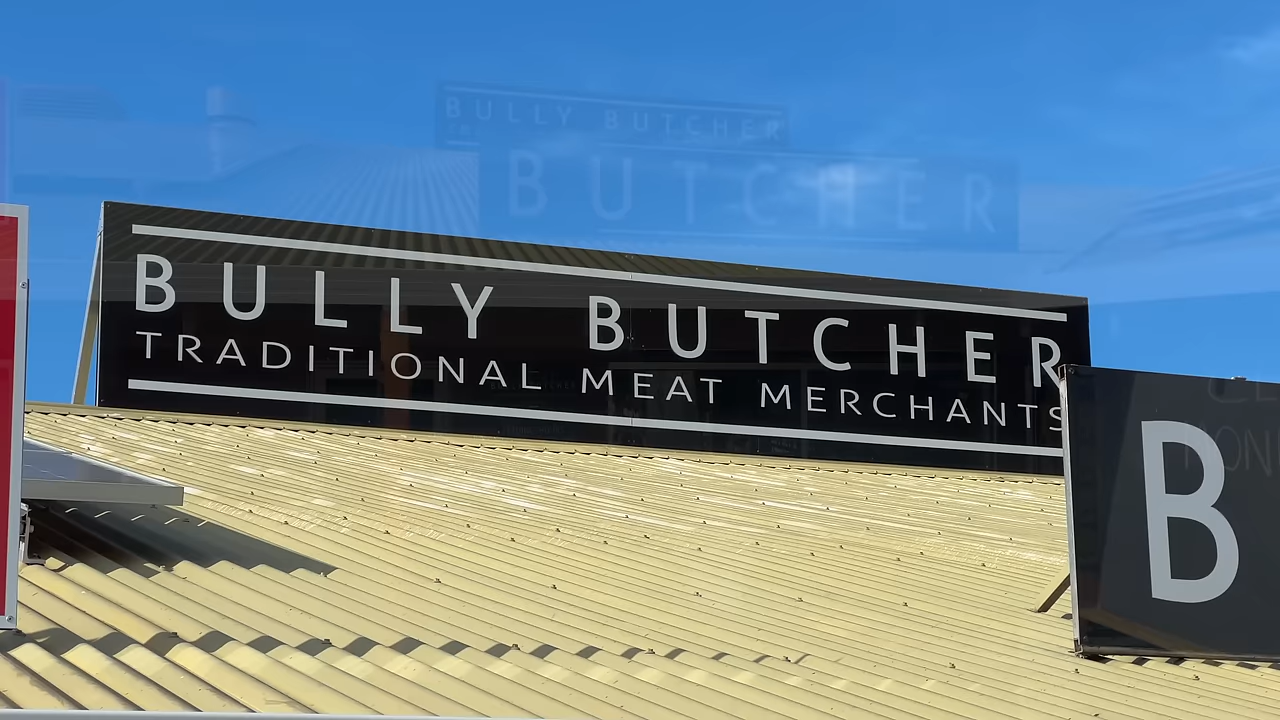 BULLY BUTCHER
BUTCHER
BULLY BUTCHER
TRADITIONAL MEAT MERCHANTS
B